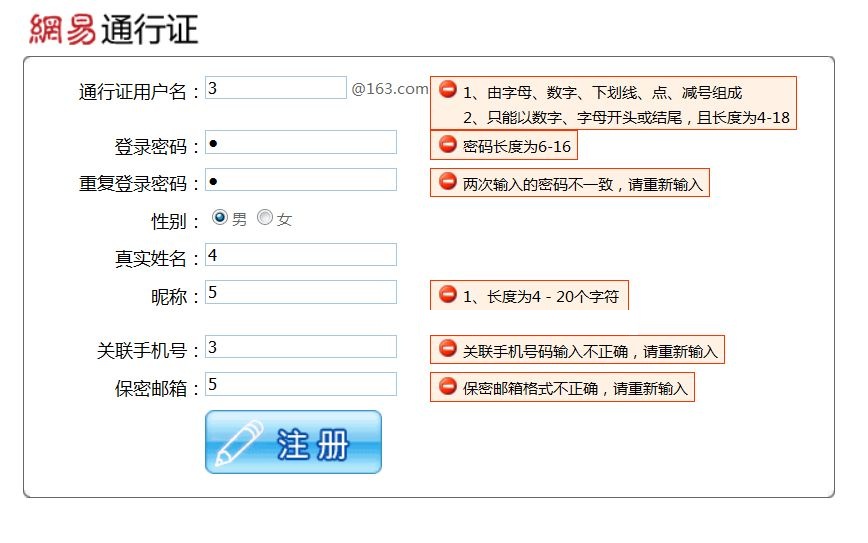 網易通行证
通行证用户名：3 @163.com 1、由字母、数字、下划线、点、减号组成
2、只能以数字、字母开头或结尾，且长度为4-18
登录密码：● 密码长度为6-16
重复登录密码：● 两次输入的密码不一致，请重新输入
性别：男 女
真实姓名：4
昵称：5 1、长度为4 - 20个字符
关联手机号：3 关联手机号码输入不正确，请重新输入
保密邮箱：5 保密邮箱格式不正确，请重新输入
注册